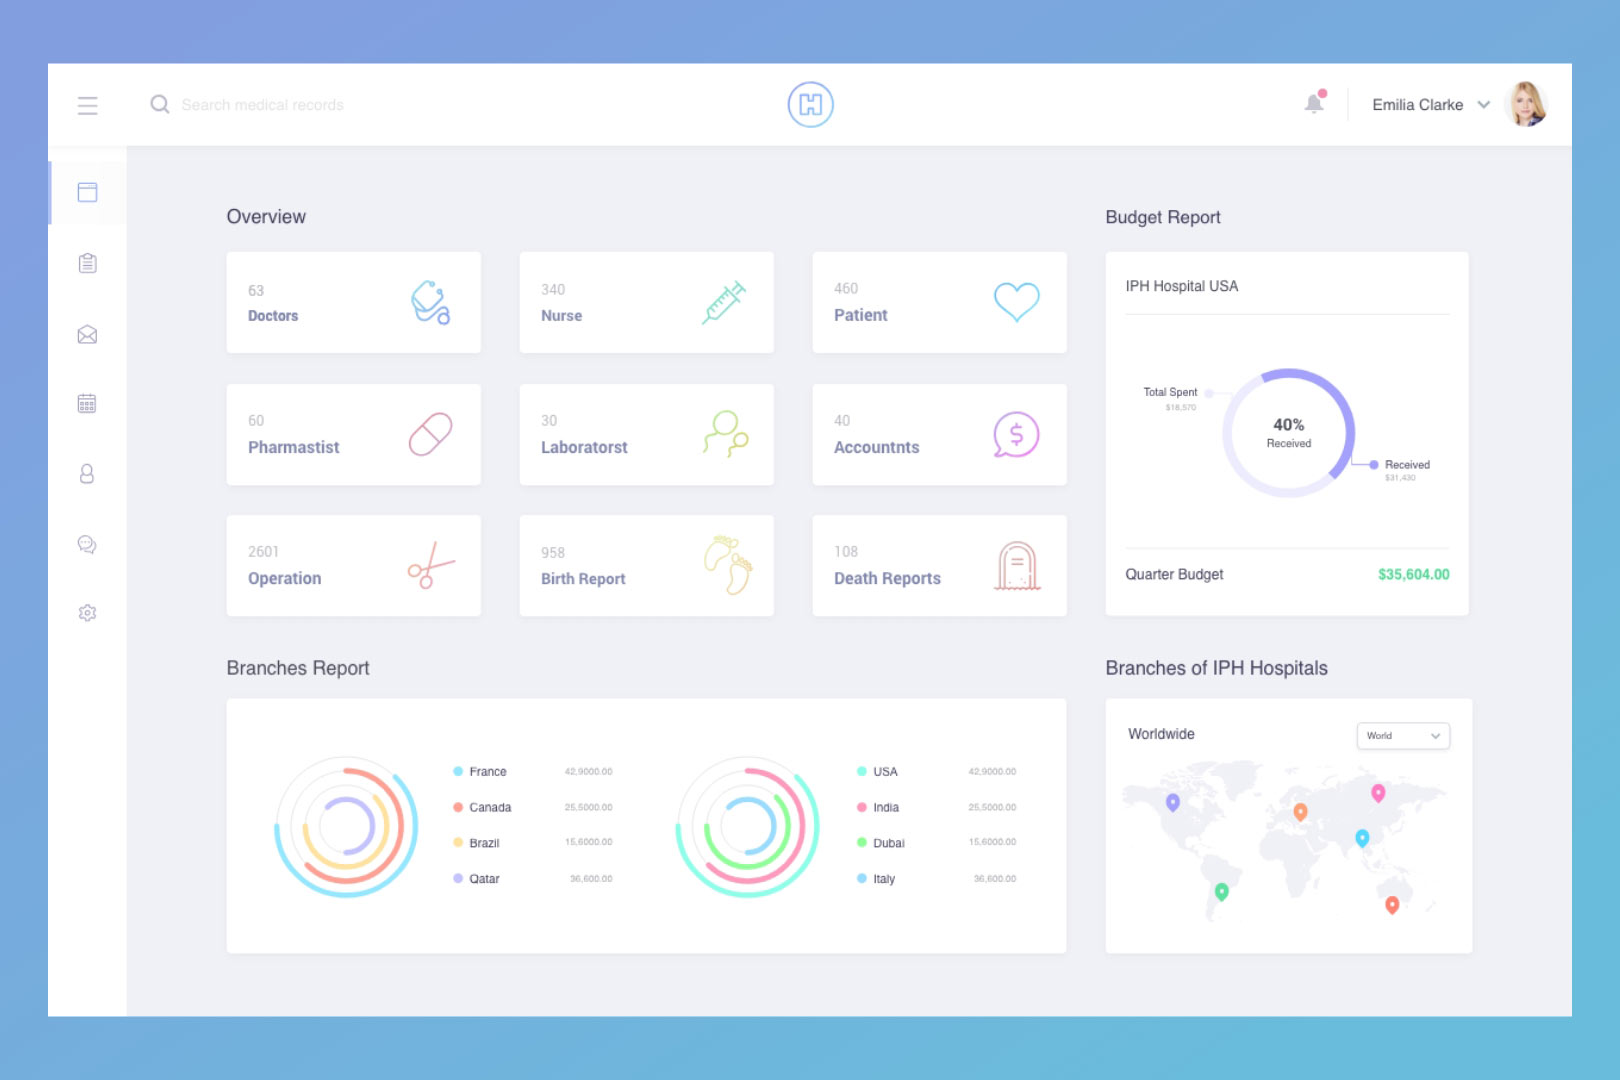 Search medical records
H
Emilia Clarke
Overview
63
Doctors
340
Nurse
460
Patient
60
Pharmastist
30
Laboratorst
40
Accountnts
2601
Operation
958
Birth Report
108
Death Reports
Budget Report
IPH Hospital USA
Total Spent
$18,570
40%
Received
Received
$31,430
Quarter Budget $35,604.00
Branches Report
France 42,9000.00
Canada 25,5000.00
Brazil 15,6000.00
Qatar 36,600.00
USA 42,9000.00
India 25,5000.00
Dubai 15,6000.00
Italy 36,600.00
Branches of IPH Hospitals
Worldwide
World